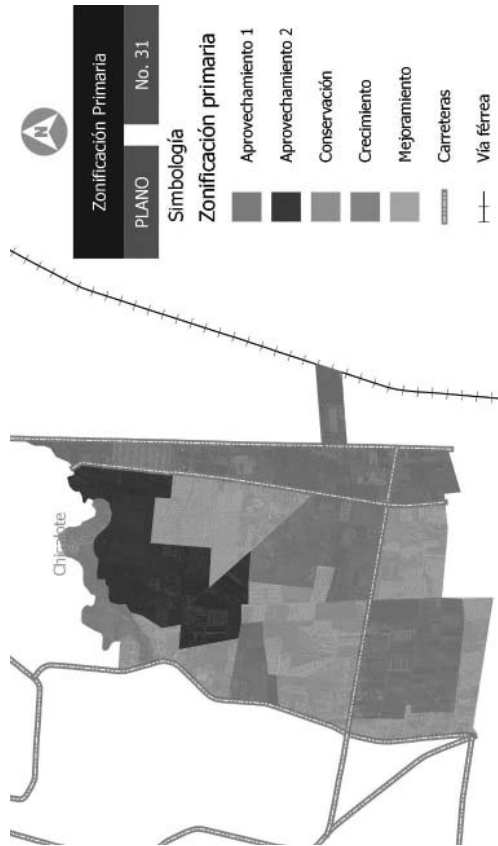 N
Zonificación Primaria
PLANO No. 31
Simbología
Zonificación primaria
Aprovechamiento 1
Aprovechamiento 2
Conservación
Crecimiento
Mejoramiento
Carreteras
Vía férrea
Chicalote